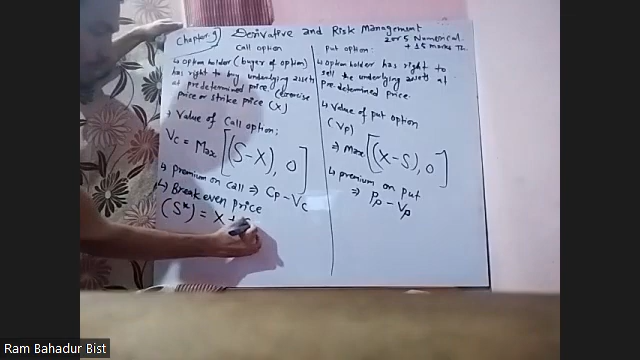 Chapter. 9 Derivative and Risk Management
2 or 5 Numerical
+ 15 marks Th.
Call option
↳ option holder (buyer of option)
has right to buy underlying assets
at predetermined price. (exercise
price or strike price (X)
↳ Value of Call option;
Vc = Max [(S-X), 0]
↳ premium on call ⇒ Cp - Vc
↳ Break even price
(S*) = X +
put option:
↳ option holder has right to
sell the underlying assets at
pre determined price.
↳ Value of put option
(Vp)
⇒ Max [(X-S), 0]
↳ premium on put
⇒ Pp - Vp
Ram Bahadur Bist